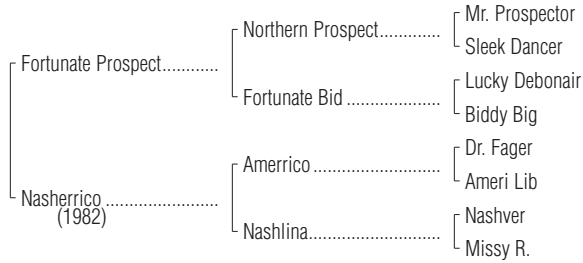 Mr. Prospector
Northern Prospect.............
Sleek Dancer
Fortunate Prospect............
Lucky Debonair
Fortunate Bid ....................
Biddy Big
Dr. Fager
Amerrico ...........................
Ameri Lib
Nasherrico ........................
(1982)
Nashver
Nashlina............................
Missy R.